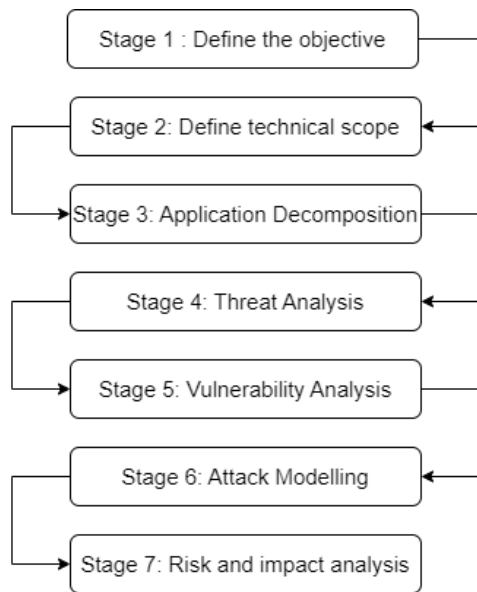 Stage 1 : Define the objective
Stage 2: Define technical scope
Stage 3: Application Decomposition
Stage 4: Threat Analysis
Stage 5: Vulnerability Analysis
Stage 6: Attack Modelling
Stage 7: Risk and impact analysis